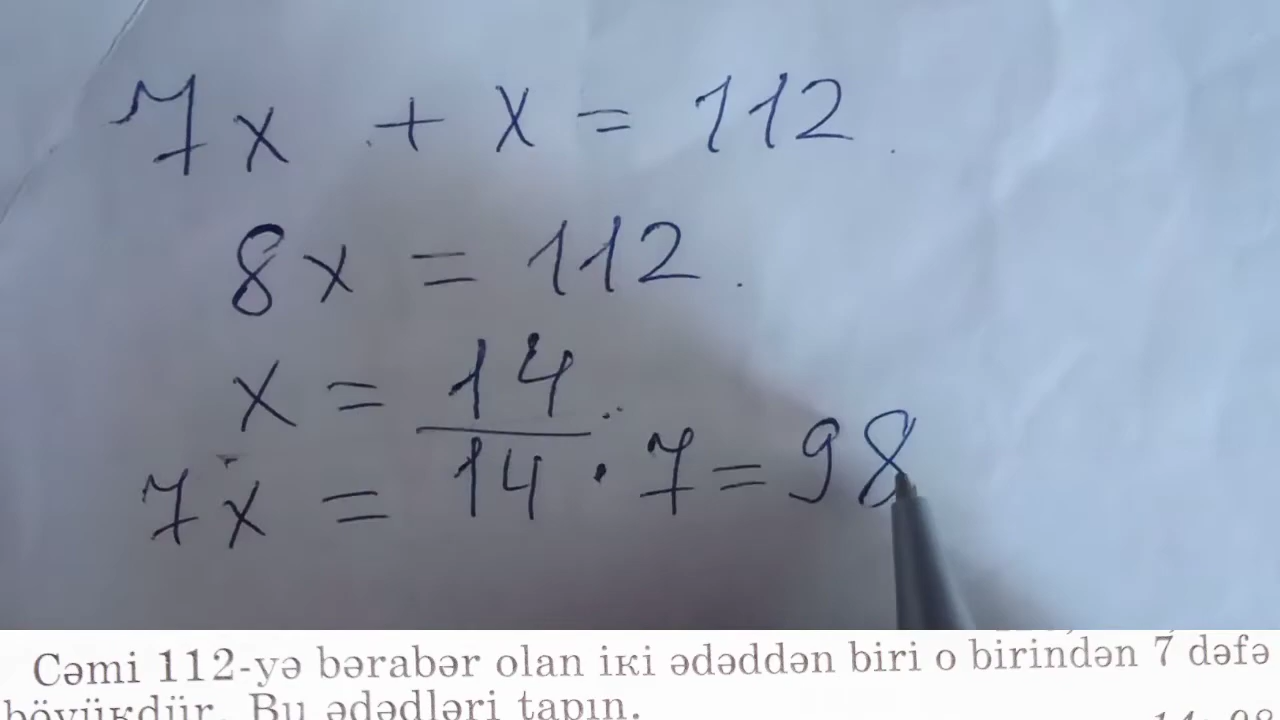 7x + x = 112.
8x = 112.
x = 14
7x = 14 · 7 = 98
Cəmi 112-yə bərabər olan iki ədəddən biri o birindən 7 dəfə
böyükdür. Bu ədədləri tapın.